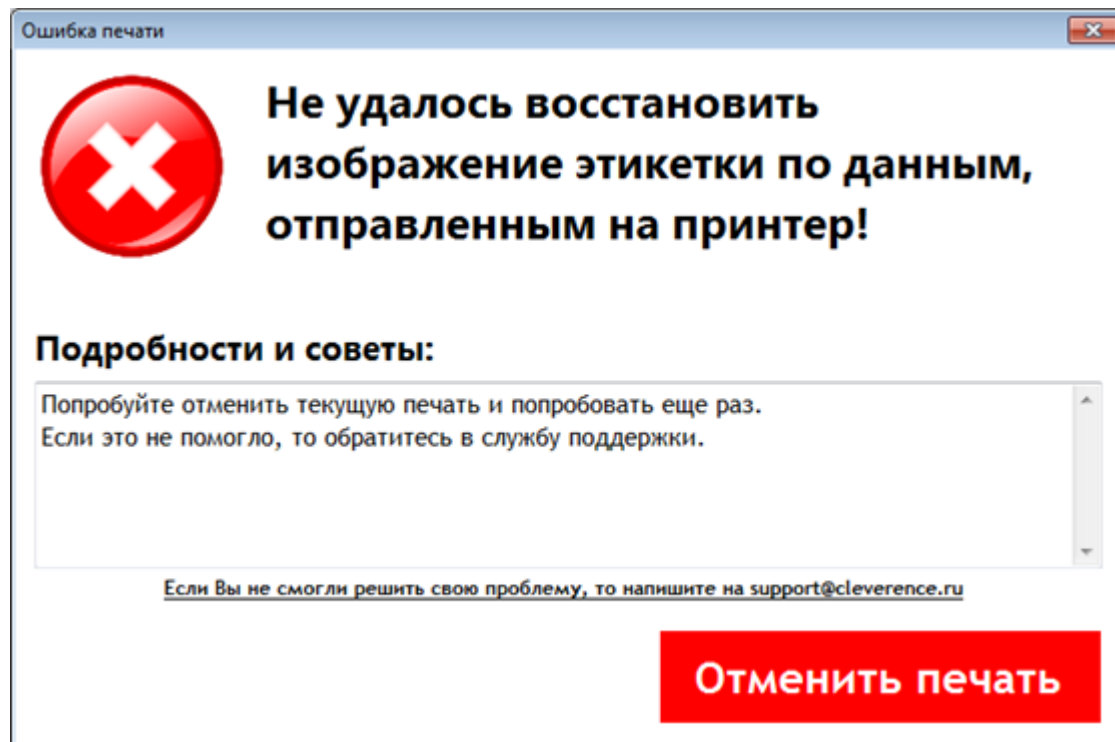 Ошибка печати
Не удалось восстановить
изображение этикетки по данным,
отправленным на принтер!
Подробности и советы:
Попробуйте отменить текущую печать и попробовать еще раз.
Если это не помогло, то обратитесь в службу поддержки.
Если Вы не смогли решить свою проблему, то напишите на support@cleverence.ru
Отменить печать